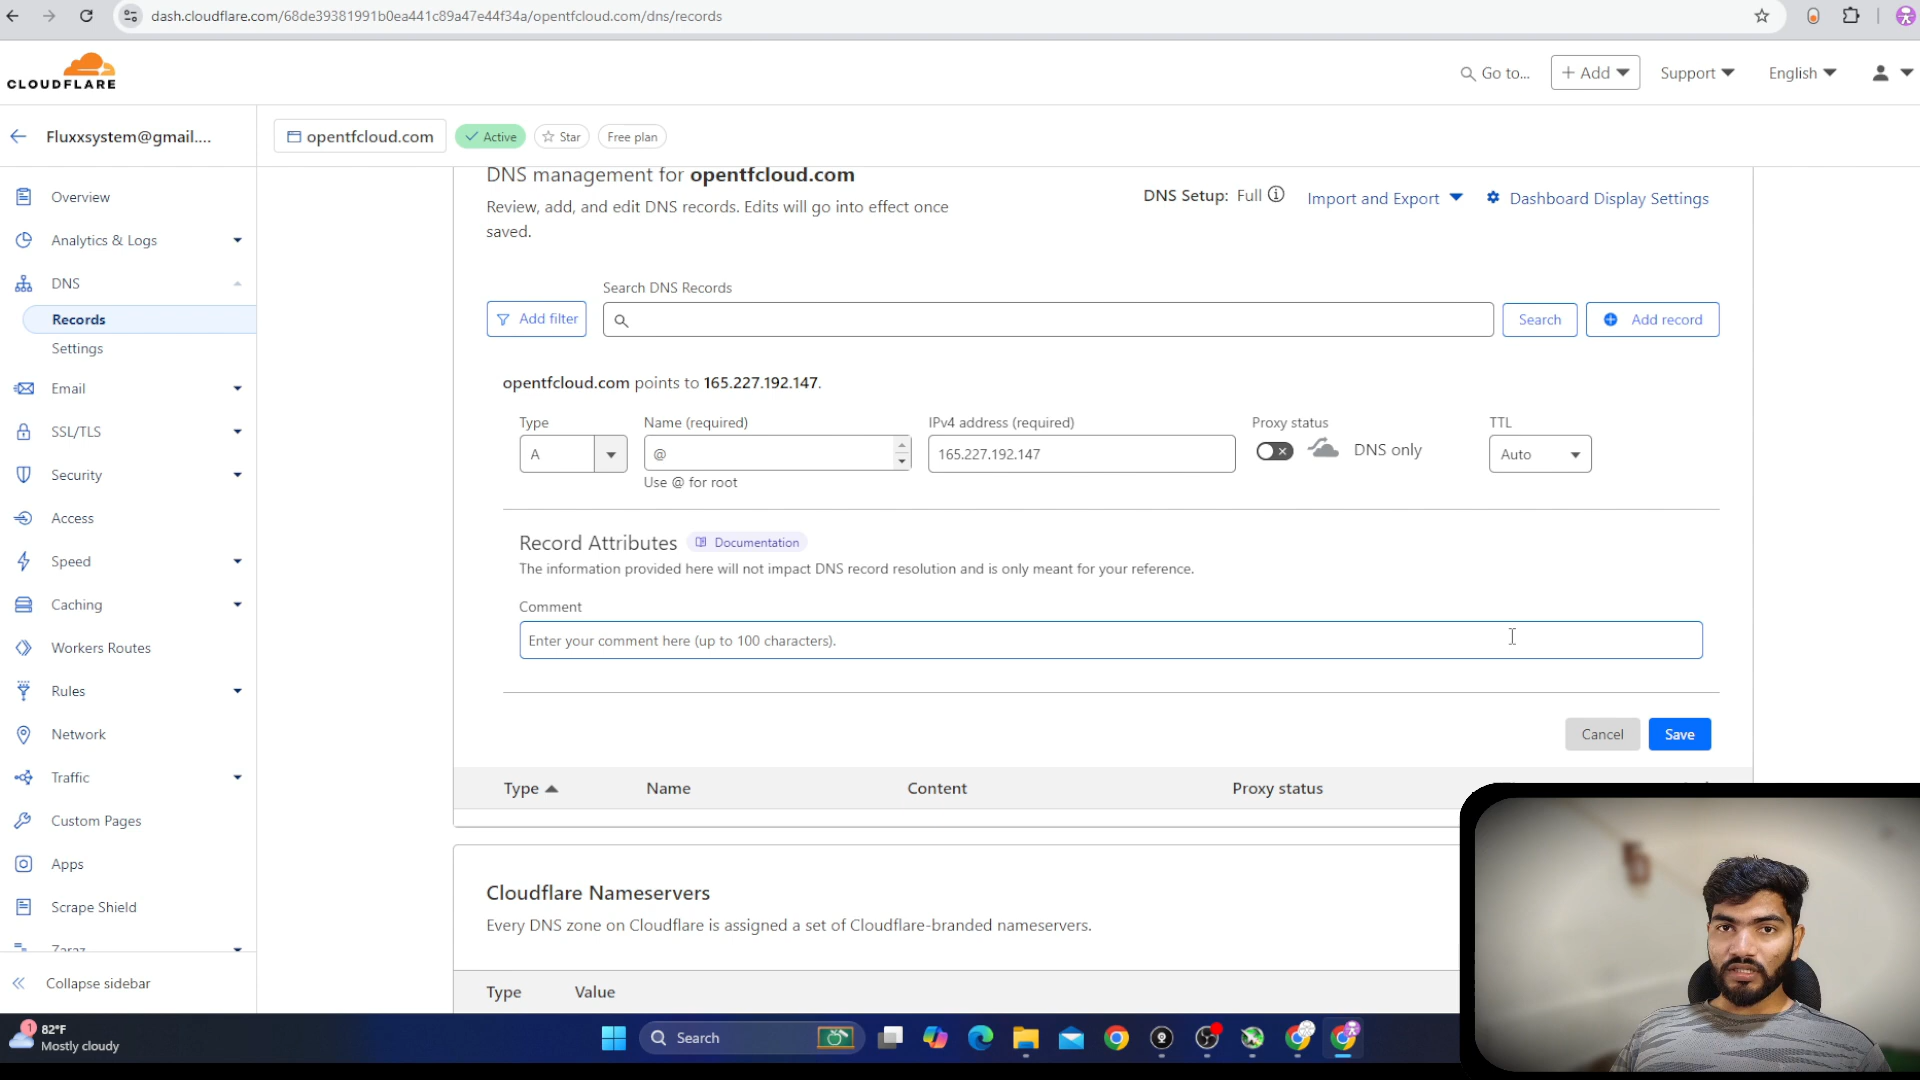 dash.cloudflare.com/68de39381991b0ea441c89a47e44f34a/opentfcloud.com/dns/records
CLOUDFLARE
Go to...
+ Add
Support
English
Fluxxsystem@gmail....
opentfcloud.com
Active
Star
Free plan
Overview
Analytics & Logs
DNS
Records
Settings
Email
SSL/TLS
Security
Access
Speed
Caching
Workers Routes
Rules
Network
Traffic
Custom Pages
Apps
Scrape Shield
Zaraz
Collapse sidebar
DNS management for opentfcloud.com
Review, add, and edit DNS records. Edits will go into effect once
saved.
DNS Setup: Full
Import and Export
Dashboard Display Settings
Search DNS Records
Add filter
Search
Add record
opentfcloud.com points to 165.227.192.147.
Type
Name (required)
IPv4 address (required)
Proxy status
TTL
A
@
165.227.192.147
DNS only
Auto
Use @ for root
Record Attributes
Documentation
The information provided here will not impact DNS record resolution and is only meant for your reference.
Comment
Enter your comment here (up to 100 characters).
Cancel
Save
Type
Name
Content
Proxy status
Cloudflare Nameservers
Every DNS zone on Cloudflare is assigned a set of Cloudflare-branded nameservers.
Type
Value
1
82°F
Mostly cloudy
Search